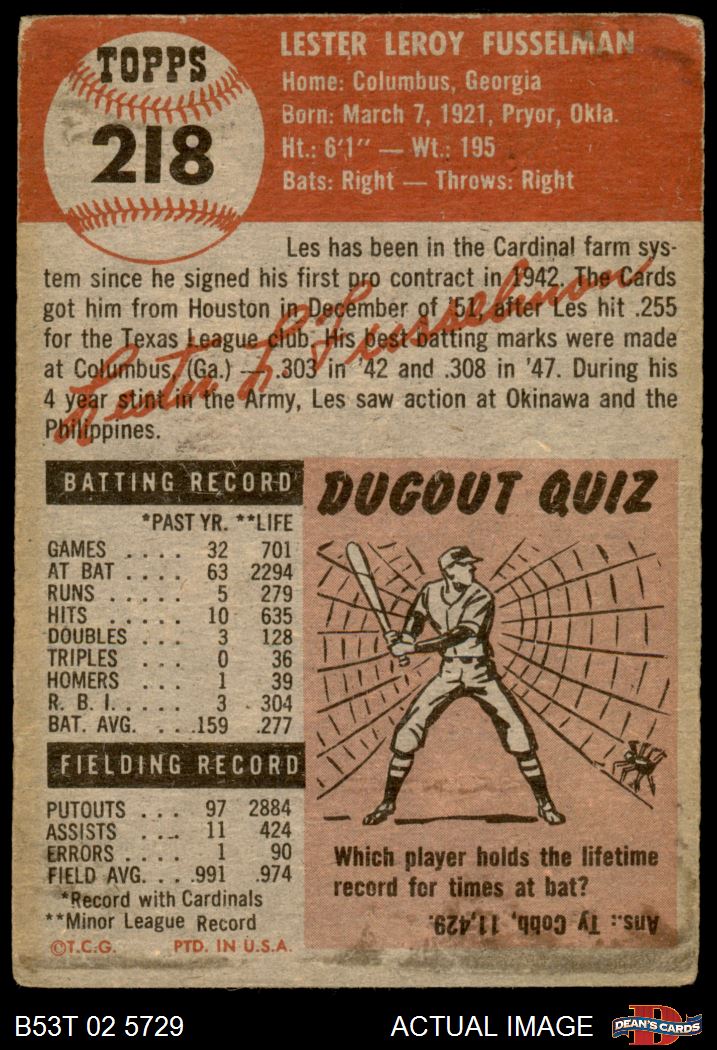 TOPPS
218
LESTER LEROY FUSSELMAN
Home: Columbus, Georgia
Born: March 7, 1921, Pryor, Okla.
Ht.: 6'1" — Wt.: 195
Bats: Right — Throws: Right
Les has been in the Cardinal farm sys-
tem since he signed his first pro contract in 1942. The Cards
got him from Houston in December of '51, after Les hit .255
for the Texas League club. His best batting marks were made
at Columbus, (Ga.) — .303 in '42 and .308 in '47. During his
4 year stint in the Army, Les saw action at Okinawa and the
Philippines.
Lester L Fusselman
BATTING RECORD
*PAST YR. **LIFE
GAMES . . . . 32 701
AT BAT . . . . 63 2294
RUNS . . . . . 5 279
HITS . . . . . 10 635
DOUBLES . . . 3 128
TRIPLES . . . 0 36
HOMERS . . . 1 39
R. B. I. . . . . 3 304
BAT. AVG. . . .159 .277
FIELDING RECORD
PUTOUTS . . . 97 2884
ASSISTS . . . 11 424
ERRORS . . . . 1 90
FIELD AVG. . . .991 .974
*Record with Cardinals
**Minor League Record
©T.C.G. PTD. IN U.S.A.
DUGOUT QUIZ
Which player holds the lifetime
record for times at bat?
Ans.: Ty Cobb, 11,429.
B53T 02 5729 ACTUAL IMAGE
D
DEAN'S CARDS